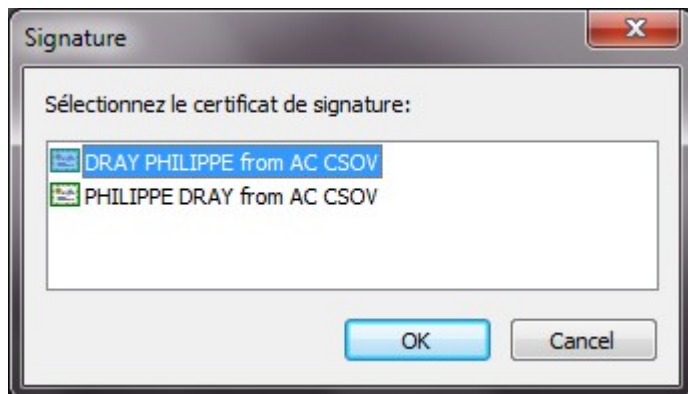 Signature
Sélectionnez le certificat de signature:
DRAY PHILIPPE from AC CSOV
PHILIPPE DRAY from AC CSOV
OK Cancel